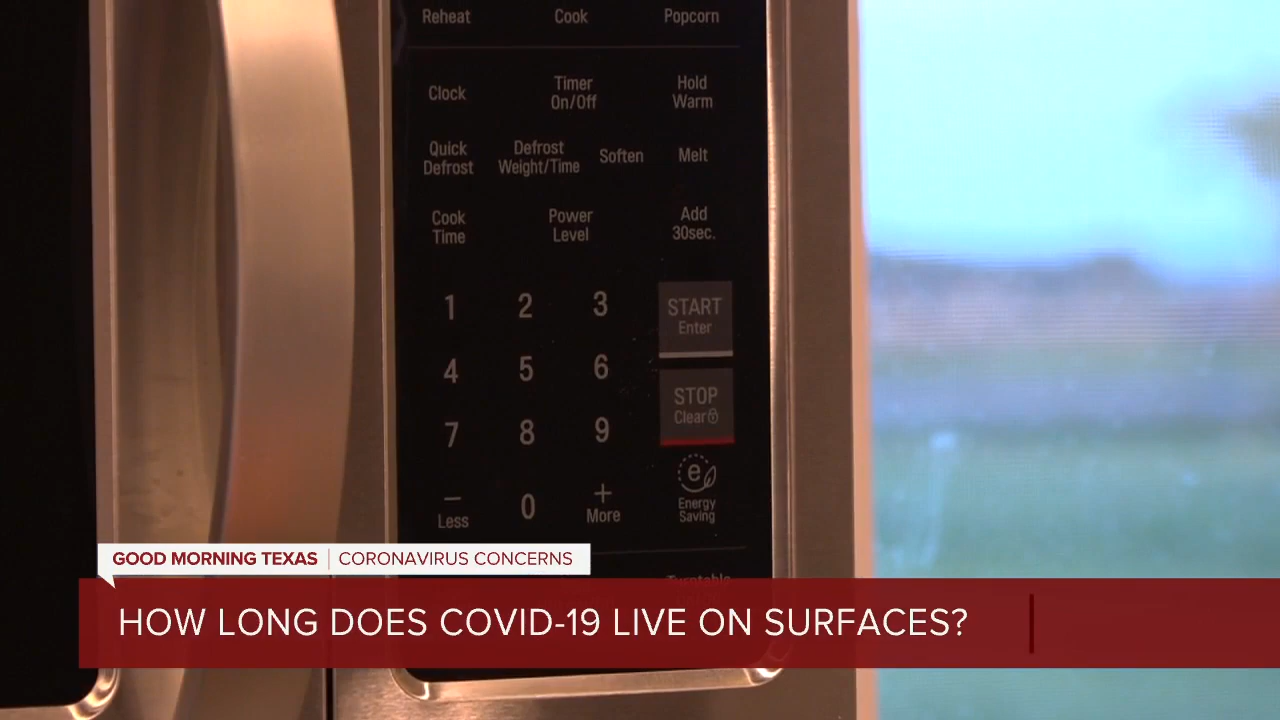 Reheat Cook Popcorn
Clock Timer On/Off Hold Warm
Quick Defrost Defrost Weight/Time Soften Melt
Cook Time Power Level Add 30sec.
1 2 3 START Enter
4 5 6 STOP Clear
7 8 9
e
Energy Saving
− Less 0 + More
Turntable
GOOD MORNING TEXAS | CORONAVIRUS CONCERNS
HOW LONG DOES COVID-19 LIVE ON SURFACES?